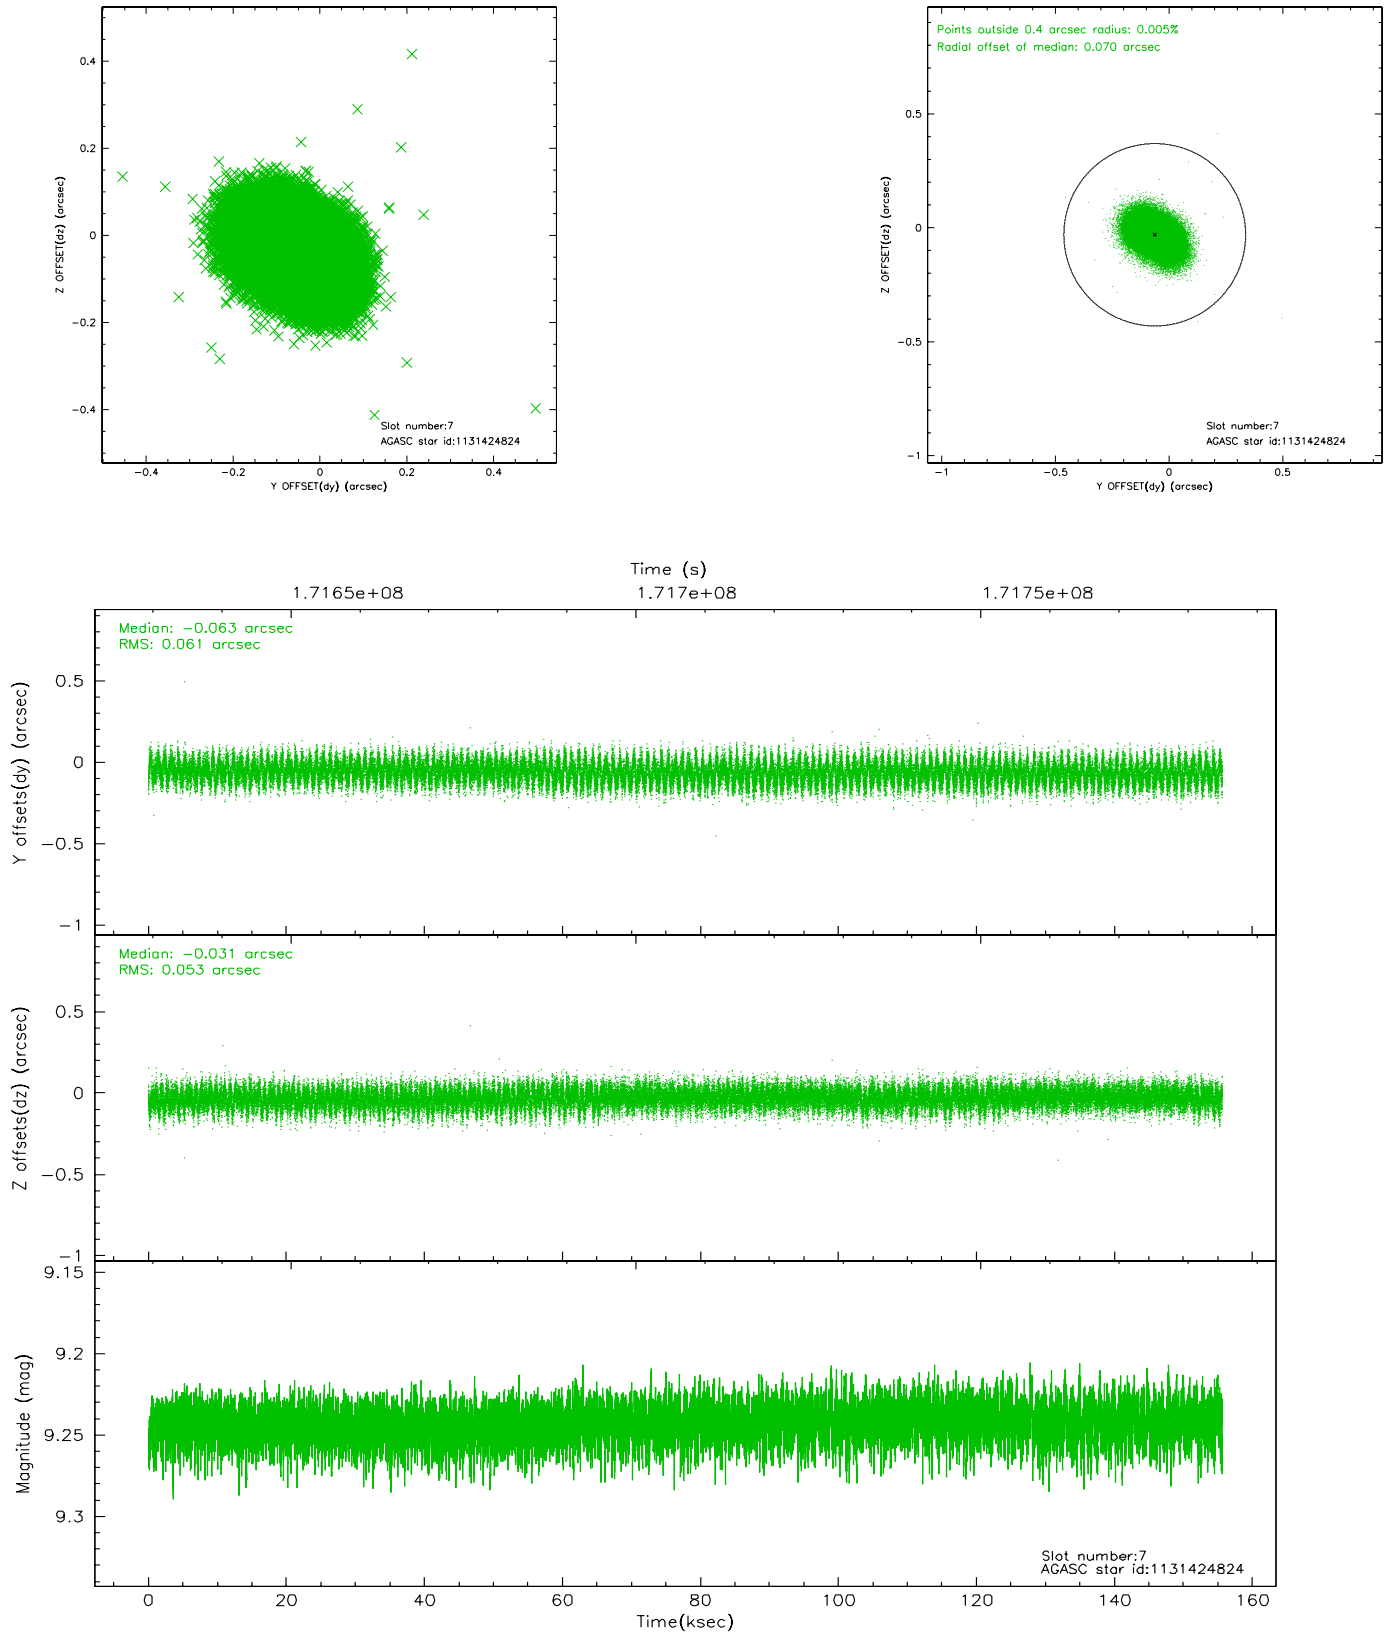 0.4
0.2
0
−0.2
−0.4
Z OFFSET(dz) (arcsec)
Slot number:7
AGASC star id:1131424824
−0.4 −0.2 0 0.2 0.4
Y OFFSET(dy) (arcsec)
Points outside 0.4 arcsec radius: 0.005%
Radial offset of median: 0.070 arcsec
0.5
0
−0.5
−1
Z OFFSET(dz) (arcsec)
Slot number:7
AGASC star id:1131424824
−1 −0.5 0 0.5
Y OFFSET(dy) (arcsec)
Time (s)
1.7165e+08 1.717e+08 1.7175e+08
Median: −0.063 arcsec
RMS: 0.061 arcsec
0.5
0
−0.5
−1
Y offsets(dy) (arcsec)
Median: −0.031 arcsec
RMS: 0.053 arcsec
0.5
0
−0.5
−1
Z offsets(dz) (arcsec)
9.15
9.2
9.25
9.3
Magnitude (mag)
Slot number:7
AGASC star id:1131424824
0 20 40 60 80 100 120 140 160
Time(ksec)